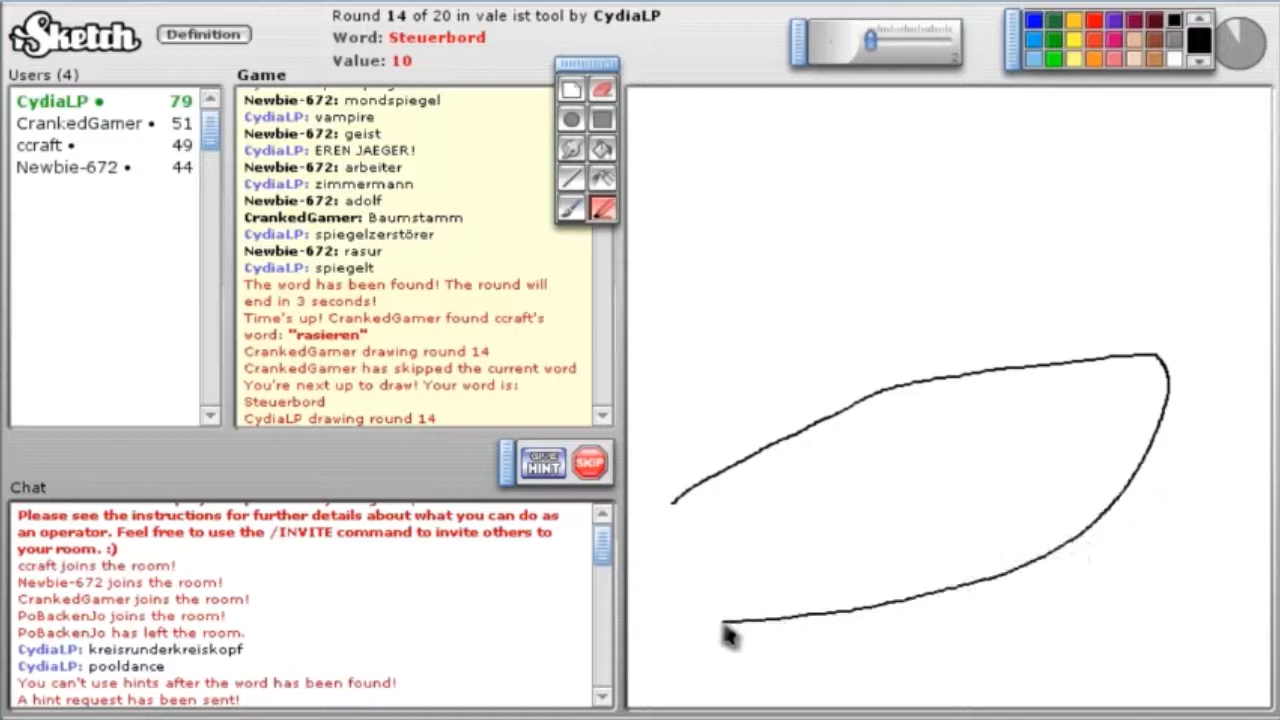 iSketch
Definition
Round 14 of 20 in vale ist tool by CydiaLP
Word: Steuerbord
Value: 10
2
Users (4)
CydiaLP • 79
CrankedGamer • 51
ccraft • 49
Newbie-672 • 44
Game
Newbie-672: mondspiegel
CydiaLP: vampire
Newbie-672: geist
CydiaLP: EREN JAEGER!
Newbie-672: arbeiter
CydiaLP: zimmermann
Newbie-672: adolf
CrankedGamer: Baumstamm
CydiaLP: spiegelzerstörer
Newbie-672: rasur
CydiaLP: spiegelt
The word has been found! The round will
end in 3 seconds!
Time's up! CrankedGamer found ccraft's
word: "rasieren"
CrankedGamer drawing round 14
CrankedGamer has skipped the current word
You're next up to draw! Your word is:
Steuerbord
CydiaLP drawing round 14
GIVE
HINT
SKIP
Chat
Please see the instructions for further details about what you can do as
an operator. Feel free to use the /INVITE command to invite others to
your room. :)
ccraft joins the room!
Newbie-672 joins the room!
CrankedGamer joins the room!
PoBackenJo joins the room!
PoBackenJo has left the room.
CydiaLP: kreisrunderkreiskopf
CydiaLP: pooldance
You can't use hints after the word has been found!
A hint request has been sent!